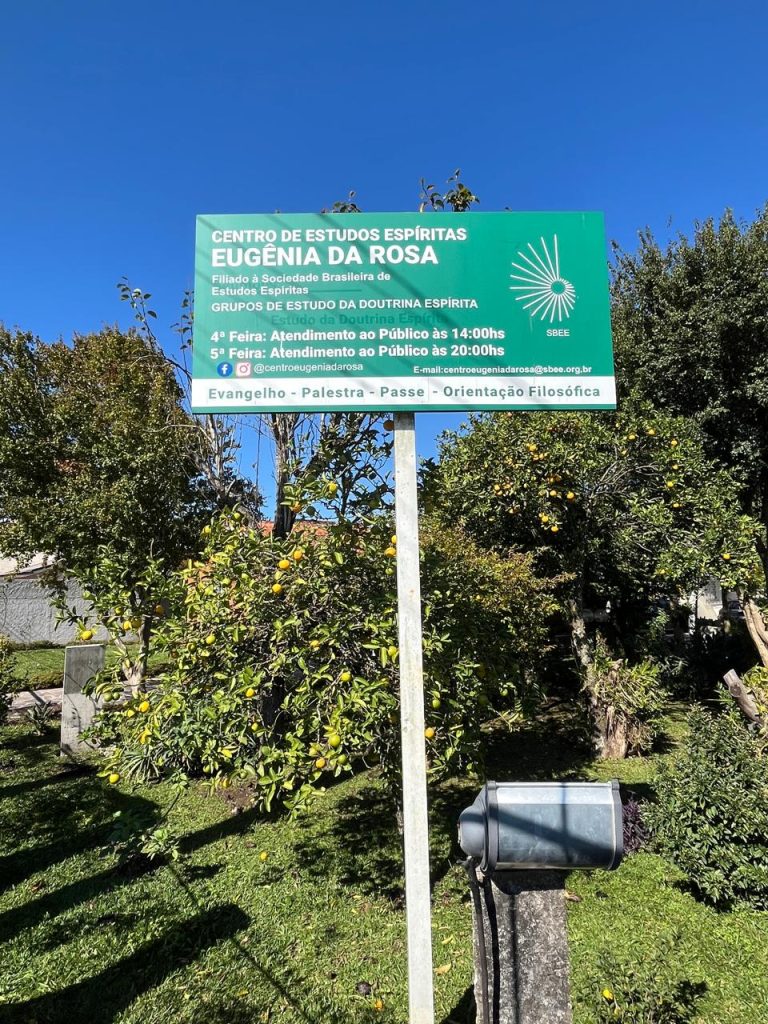 CENTRO DE ESTUDOS ESPÍRITAS
EUGÊNIA DA ROSA
Filiado à Sociedade Brasileira de
Estudos Espíritas
GRUPOS DE ESTUDO DA DOUTRINA ESPÍRITA
Estudo da Doutrina Espírita
4ª Feira: Atendimento ao Público às 14:00hs
5ª Feira: Atendimento ao Público às 20:00hs
@centroeugeniadarosa
E-mail:centroeugeniadarosa@sbee.org.br
SBEE
Evangelho - Palestra - Passe - Orientação Filosófica